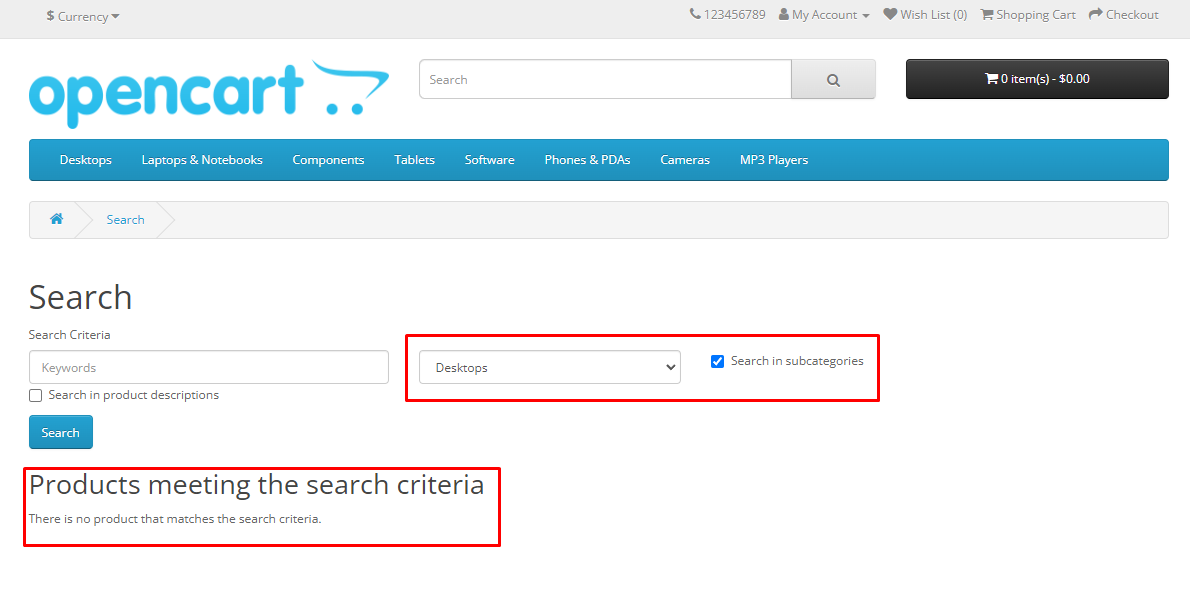 $ Currency
123456789 My Account Wish List (0) Shopping Cart Checkout
opencart
Search
0 item(s) - $0.00
Desktops Laptops & Notebooks Components Tablets Software Phones & PDAs Cameras MP3 Players
Search
Search
Search Criteria
Keywords Desktops Search in subcategories
Search in product descriptions
Search
Products meeting the search criteria
There is no product that matches the search criteria.